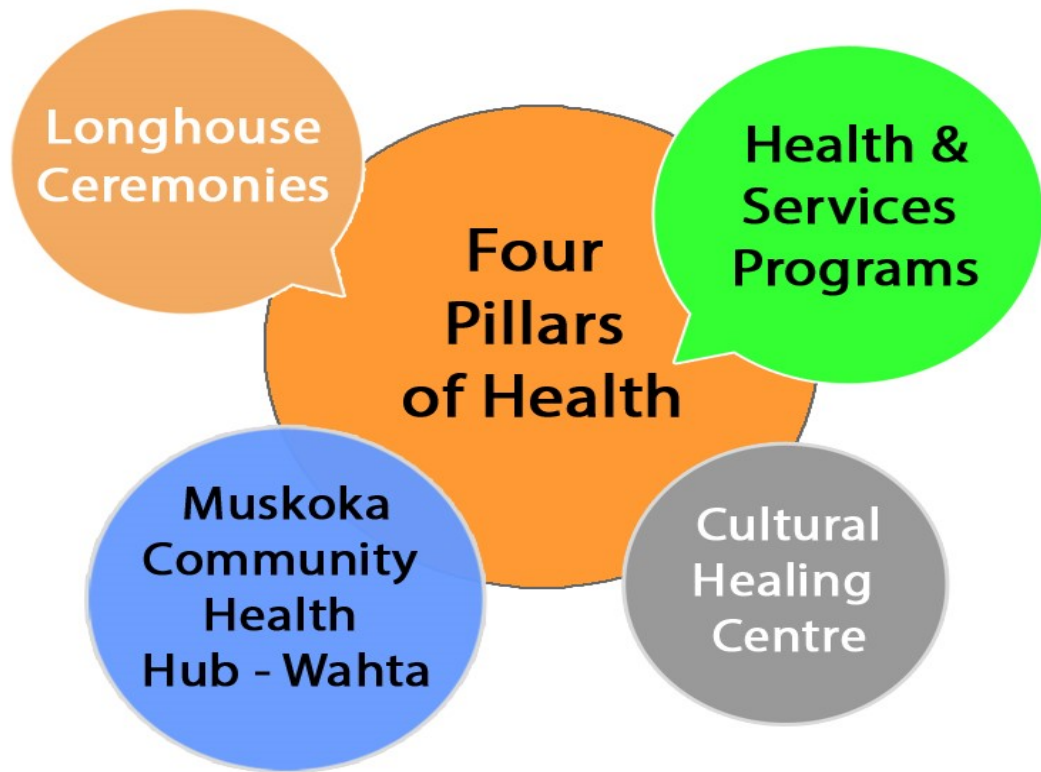 Longhouse
Ceremonies
Health &
Services
Programs
Four
Pillars
of Health
Muskoka
Community
Health
Hub - Wahta
Cultural
Healing
Centre